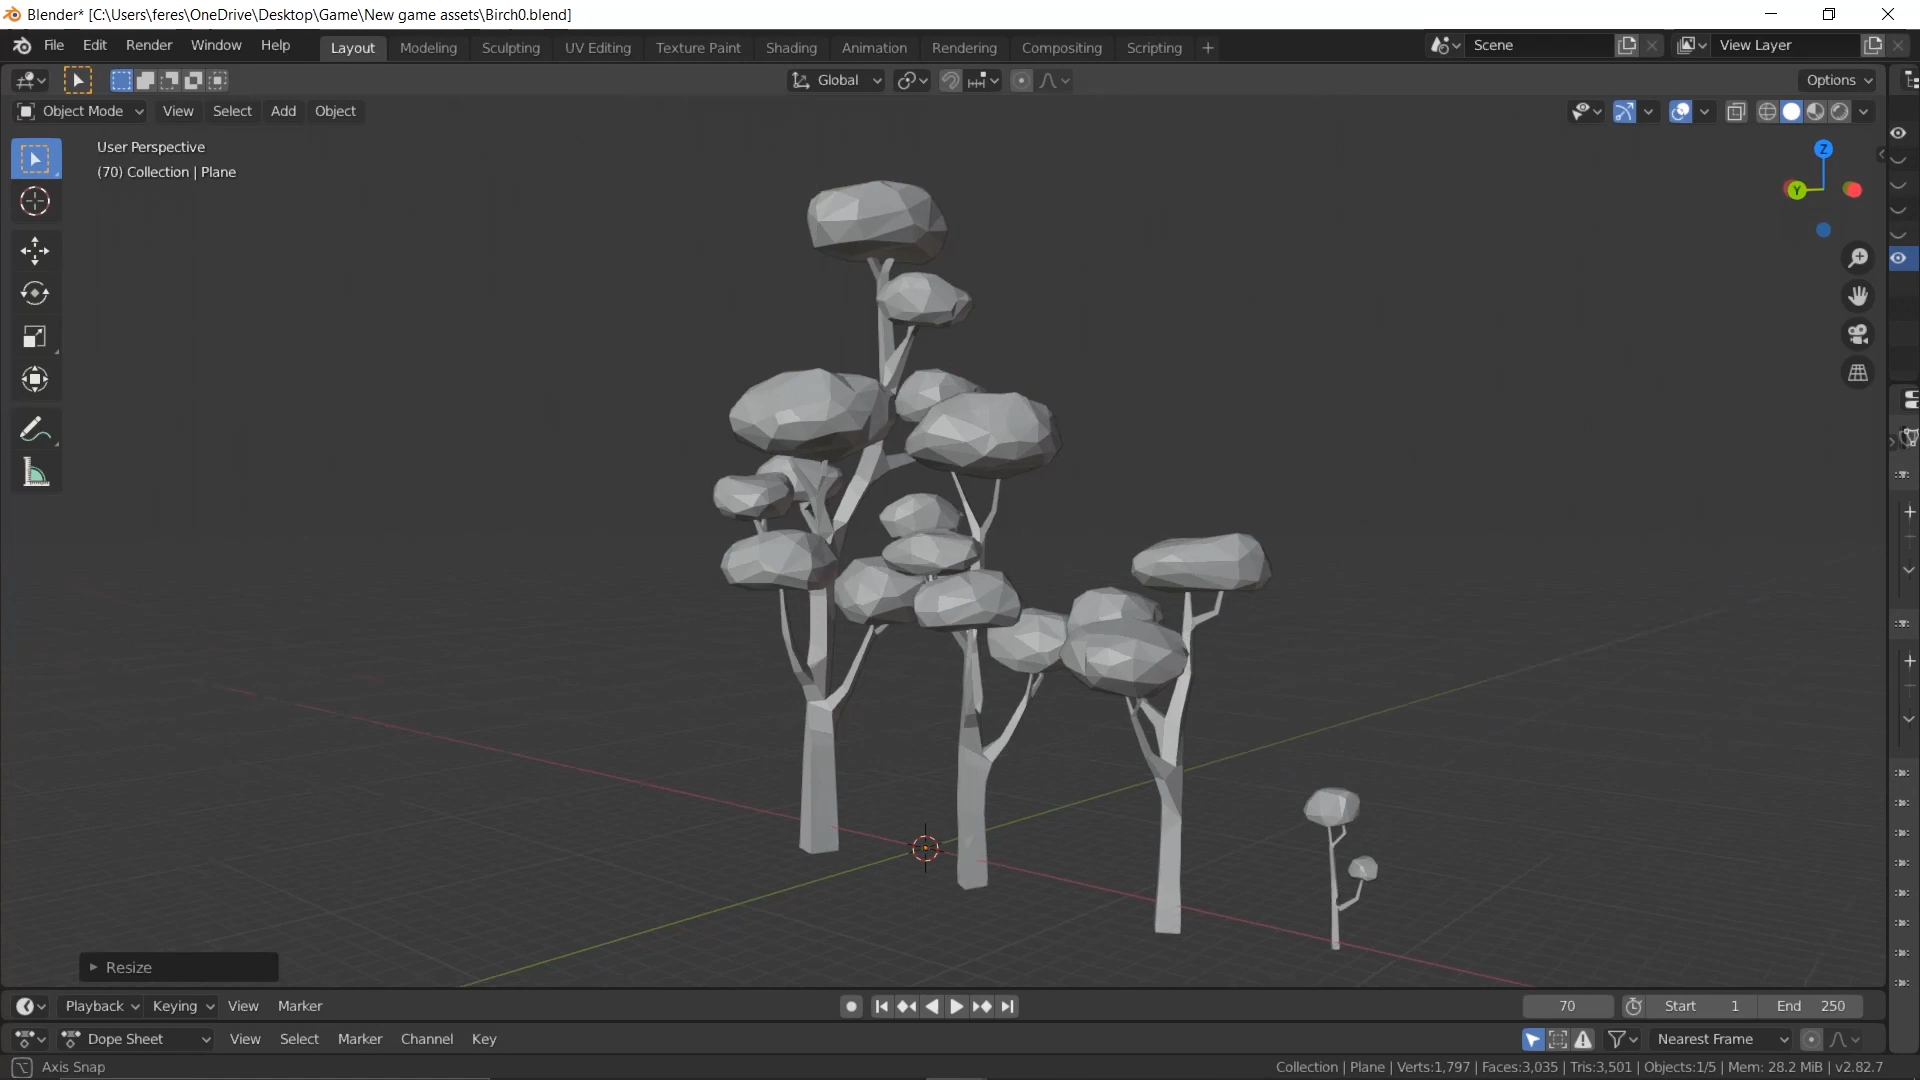 Blender* [C:\Users\feres\OneDrive\Desktop\Game\New game assets\Birch0.blend]
File Edit Render Window Help Layout Modeling Sculpting UV Editing Texture Paint Shading Animation Rendering Compositing Scripting + Scene View Layer
Global Options
Object Mode View Select Add Object
User Perspective
(70) Collection | Plane
Z
Y
Resize
Playback Keying View Marker 70 Start 1 End 250
Dope Sheet View Select Marker Channel Key Nearest Frame
Axis Snap Collection | Plane | Verts:1,797 | Faces:3,035 | Tris:3,501 | Objects:1/5 | Mem: 28.2 MiB | v2.82.7